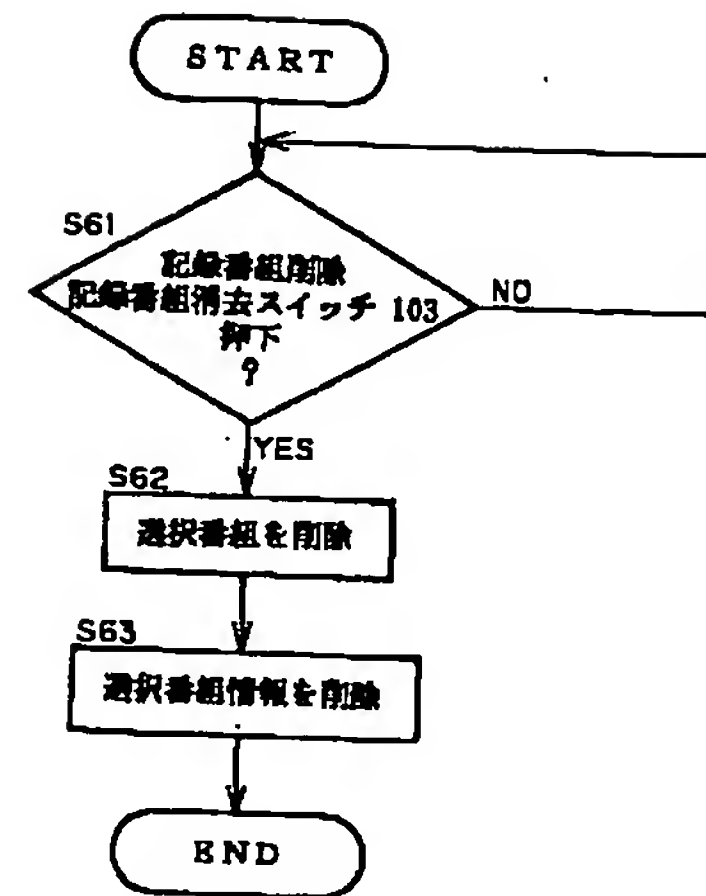 START
S61
記録番組削除
記録番組消去スイッチ 103
押下
?
NO
YES
S62
選択番組を削除
S63
選択番組情報を削除
END